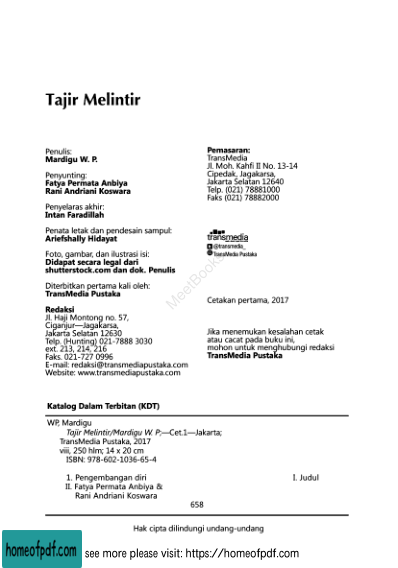 Tajir Melintir
Penulis:
Mardigu W. P.
Penyunting:
Fatya Permata Anbiya
Rani Andriani Koswara
Penyelaras akhir:
Intan Faradillah
Penata letak dan pendesain sampul:
Ariefshally Hidayat
Foto, gambar, dan ilustrasi isi:
Didapat secara legal dari
shutterstock.com dan dok. Penulis
Diterbitkan pertama kali oleh:
TransMedia Pustaka
Redaksi
Jl. Haji Montong no. 57,
Ciganjur—Jagakarsa,
Jakarta Selatan 12630
Telp. (Hunting) 021-7888 3030
ext. 213, 214, 216
Faks. 021-727 0996
E-mail: redaksi@transmediapustaka.com
Website: www.transmediapustaka.com
Pemasaran:
TransMedia
Jl. Moh. Kahfi II No. 13-14
Cipedak, Jagakarsa,
Jakarta Selatan 12640
Telp. (021) 78881000
Faks (021) 78882000
transmedia
@transmedia_
TransMedia Pustaka
Cetakan pertama, 2017
Jika menemukan kesalahan cetak
atau cacat pada buku ini,
mohon untuk menghubungi redaksi
TransMedia Pustaka
Katalog Dalam Terbitan (KDT)
WP, Mardigu
Tajir Melintir/Mardigu W. P;—Cet.1—Jakarta;
TransMedia Pustaka, 2017
viii, 250 hlm; 14 x 20 cm
ISBN: 978-602-1036-65-4
1. Pengembangan diri I. Judul
II. Fatya Permata Anbiya &
Rani Andriani Koswara
658
Hak cipta dilindungi undang-undang
homeofpdf.com see more please visit: https://homeofpdf.com